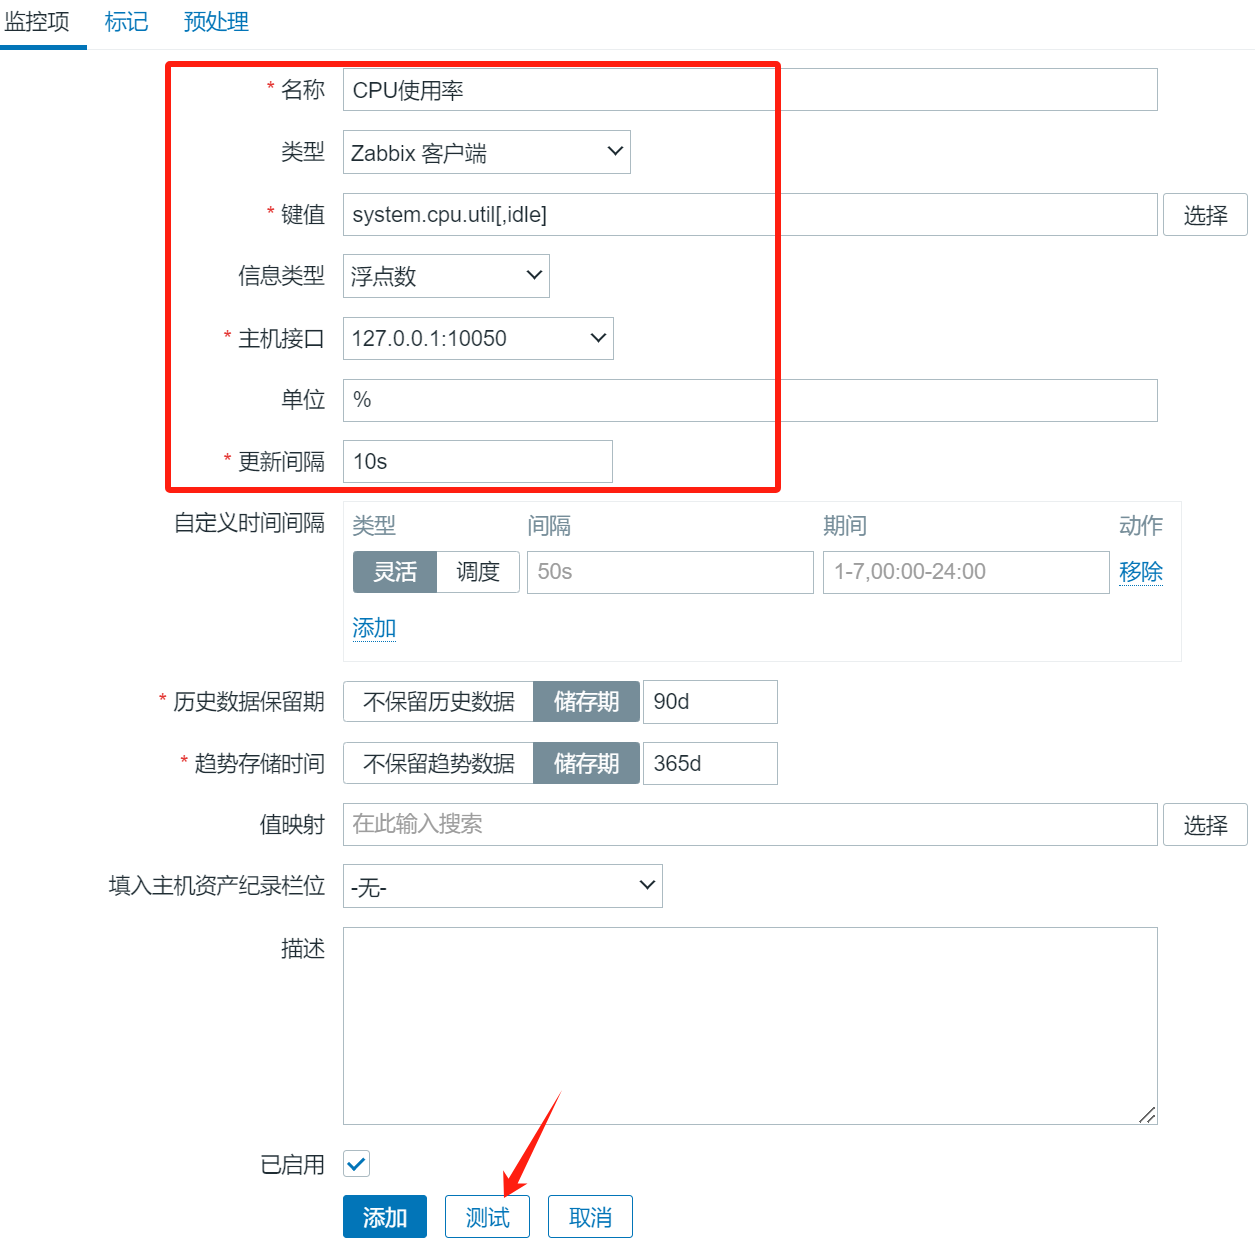 监控项 标记 预处理
* 名称 CPU使用率
类型 Zabbix 客户端
* 键值 system.cpu.util[,idle] 选择
信息类型 浮点数
* 主机接口 127.0.0.1:10050
单位 %
* 更新间隔 10s
自定义时间间隔 类型 间隔 期间 动作
灵活 调度 50s 1-7,00:00-24:00 移除
添加
* 历史数据保留期 不保留历史数据 储存期 90d
* 趋势存储时间 不保留趋势数据 储存期 365d
值映射 在此输入搜索 选择
填入主机资产纪录栏位 -无-
描述
已启用
添加 测试 取消